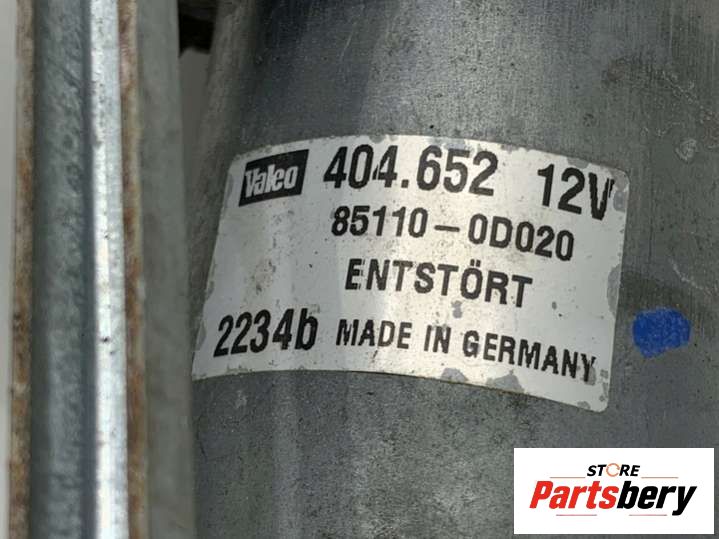 Valeo 404.652 12V
85110-0D020
ENTSTÖRT
2234b MADE IN GERMANY
STORE
Partsbery